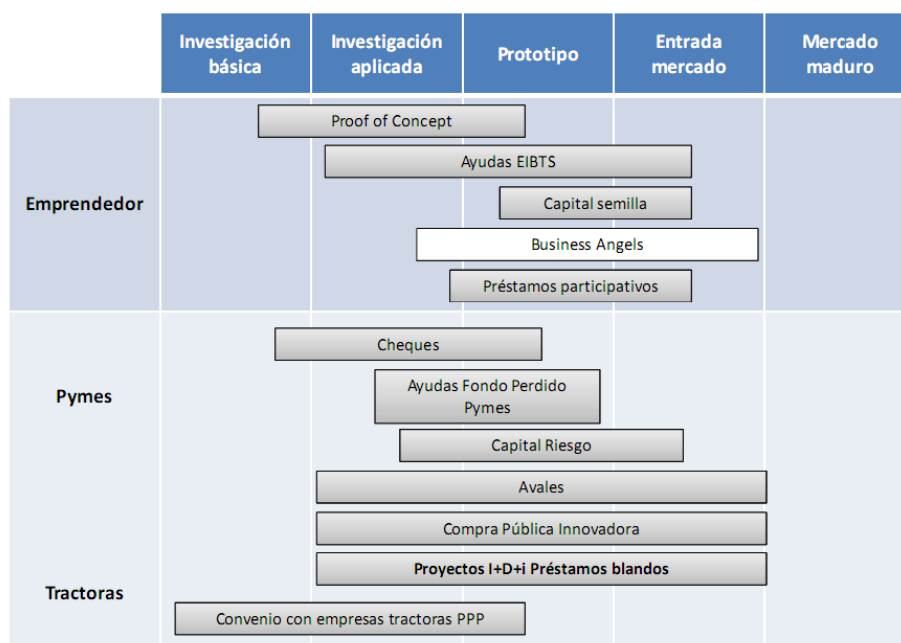 Investigación
básica
Investigación
aplicada
Prototipo
Entrada
mercado
Mercado
maduro
Emprendedor
Proof of Concept
Ayudas EIBTS
Capital semilla
Business Angels
Préstamos participativos
Pymes
Cheques
Ayudas Fondo Perdido
Pymes
Capital Riesgo
Avales
Compra Pública Innovadora
Proyectos I+D+i Préstamos blandos
Tractoras
Convenio con empresas tractoras PPP